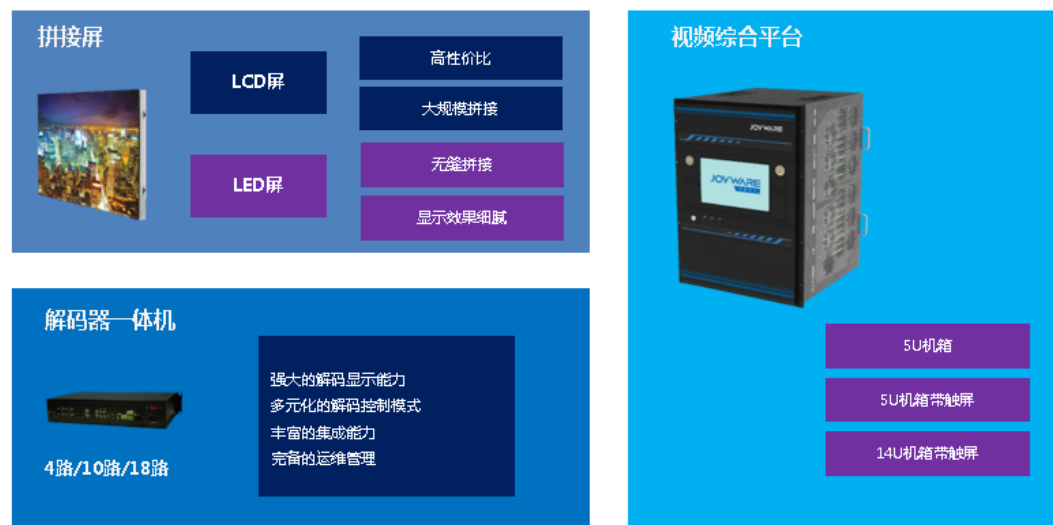 拼接屏
LCD屏
高性价比
大规模拼接
LED屏
无缝拼接
显示效果细腻
解码器一体机
4路/10路/18路
强大的解码显示能力
多元化的解码控制模式
丰富的集成能力
完备的运维管理
视频综合平台
JOYWARE
JOYWARE
5U机箱
5U机箱带触屏
14U机箱带触屏